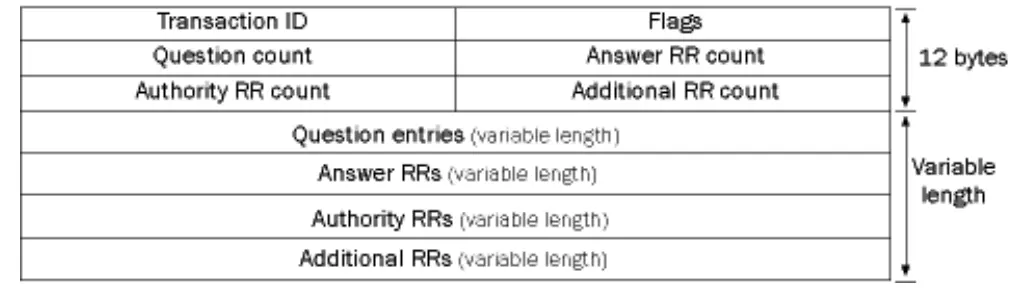 Transaction ID Flags
Question count Answer RR count 12 bytes
Authority RR count Additional RR count
Question entries (variable length)
Answer RRs (variable length) Variable
length
Authority RRs (variable length)
Additional RRs (variable length)